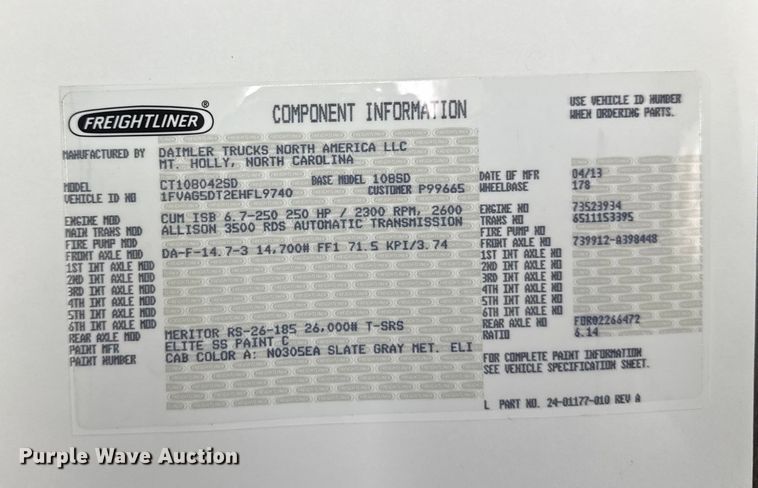 FREIGHTLINER®
COMPONENT INFORMATION
USE VEHICLE ID NUMBER
WHEN ORDERING PARTS.
MANUFACTURED BY DAIMLER TRUCKS NORTH AMERICA LLC
MT. HOLLY, NORTH CAROLINA
MODEL CT108042SD BASE MODEL 108SD
VEHICLE ID NO 1FVAG5DT2EHFL9740 CUSTOMER P99665
ENGINE MOD CUM ISB 6.7-250 250 HP / 2300 RPM, 2600
MAIN TRANS MOD ALLISON 3500 RDS AUTOMATIC TRANSMISSION
FIRE PUMP MOD
FRONT AXLE MOD DA-F-14.7-3 14,700# FF1 71.5 KPI/3.74
1ST INT AXLE MOD
2ND INT AXLE MOD
3RD INT AXLE MOD
4TH INT AXLE MOD
5TH INT AXLE MOD
6TH INT AXLE MOD
REAR AXLE MOD MERITOR RS-26-185 26,000# T-SRS
PAINT MFR ELITE SS PAINT C
PAINT NUMBER CAB COLOR A: N0305EA SLATE GRAY MET. ELI
DATE OF MFR 04/13
WHEELBASE 178
ENGINE NO 73523934
TRANS NO 6511153395
FIRE PUMP NO
FRONT AXLE NO 739912-A398448
1ST INT AXLE NO
2ND INT AXLE NO
3RD INT AXLE NO
4TH INT AXLE NO
5TH INT AXLE NO
6TH INT AXLE NO
REAR AXLE NO FOR02266472
RATIO 6.14
FOR COMPLETE PAINT INFORMATION
SEE VEHICLE SPECIFICATION SHEET.
L PART NO. 24-01177-010 REV A
Purple Wave Auction